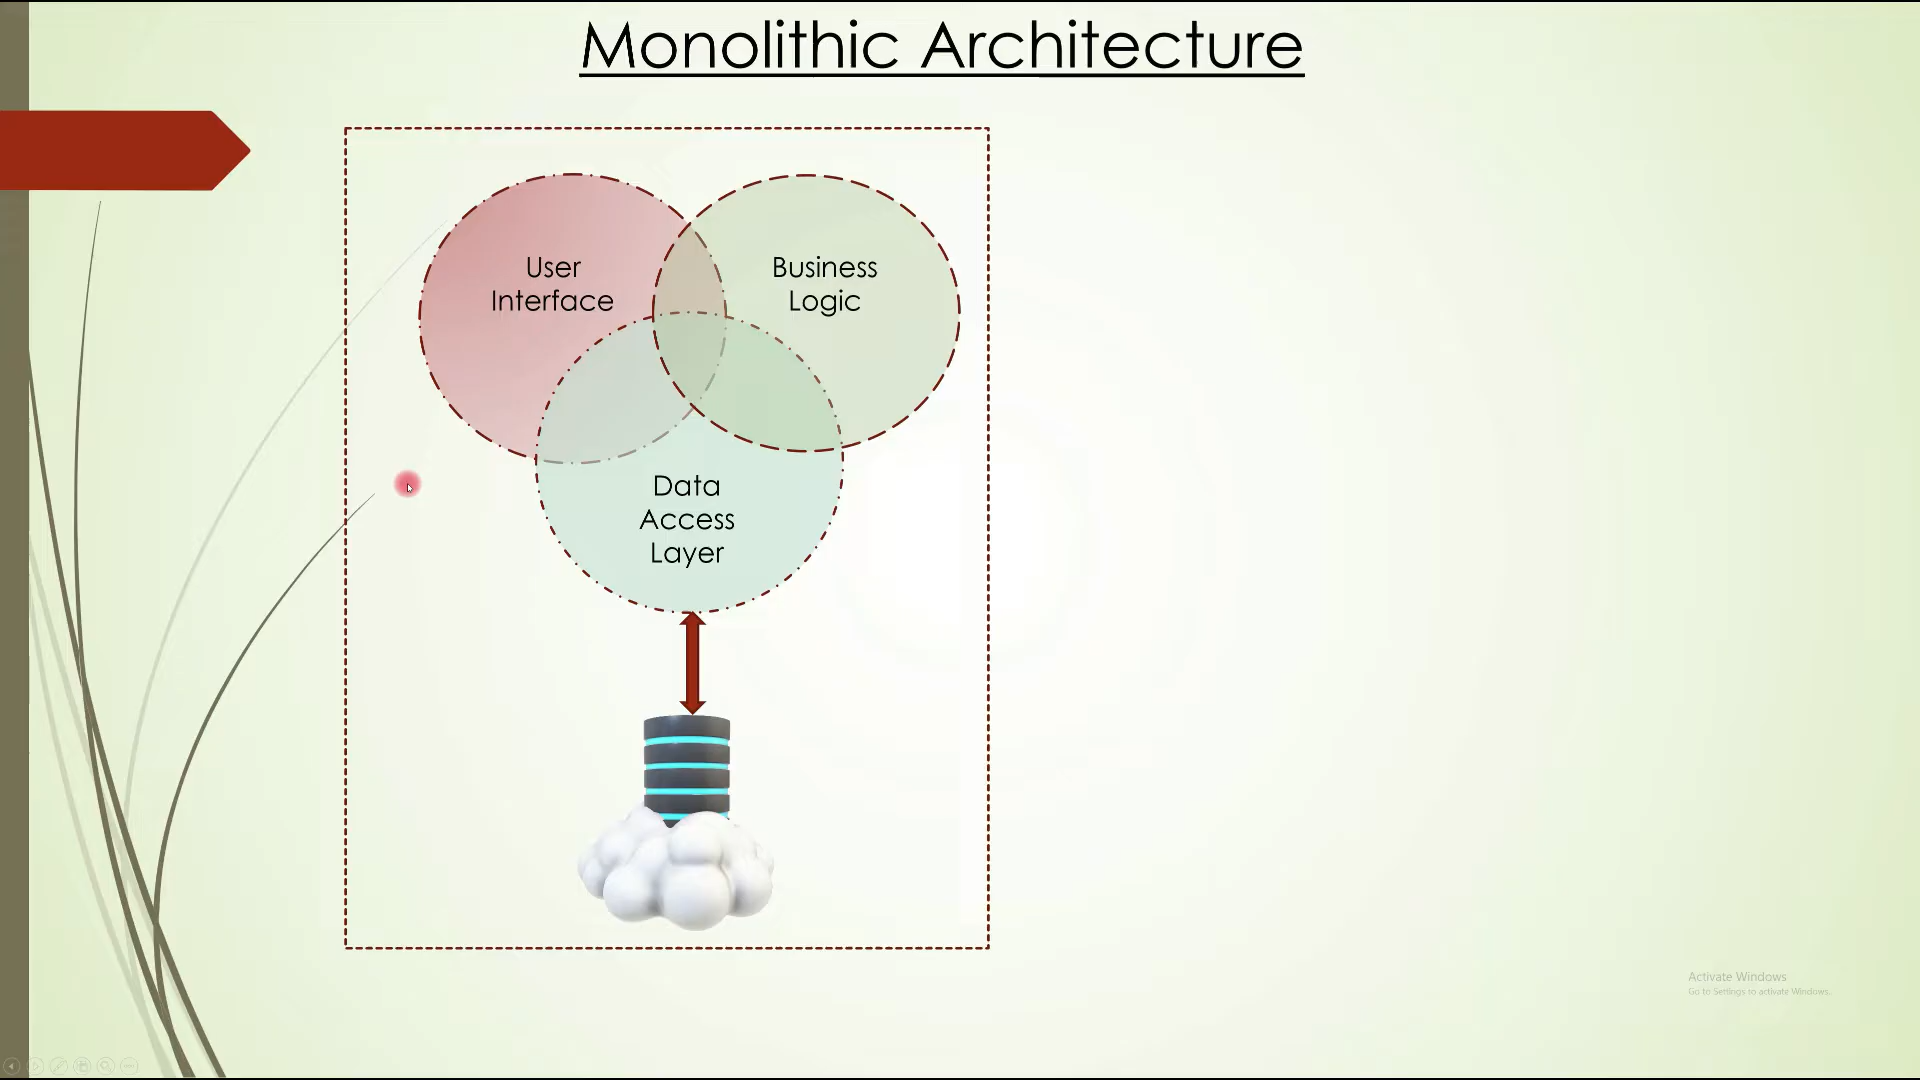 Monolithic Architecture
User
Interface
Business
Logic
Data
Access
Layer
Activate Windows
Go to Settings to activate Windows.